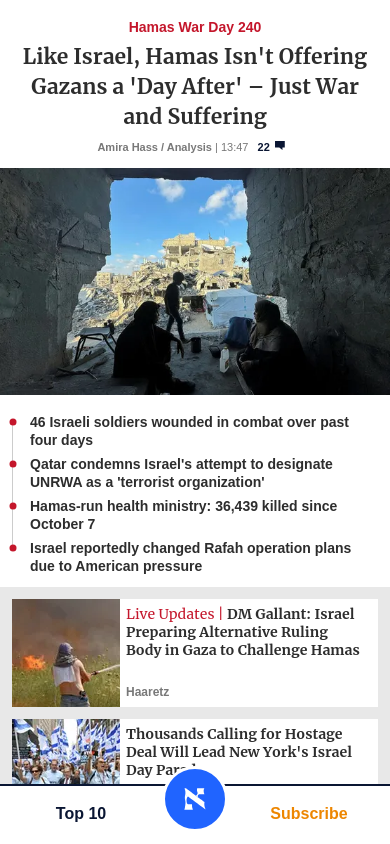 Hamas War Day 240
Like Israel, Hamas Isn't Offering
Gazans a 'Day After' – Just War
and Suffering
Amira Hass / Analysis | 13:47 22
46 Israeli soldiers wounded in combat over past
four days
Qatar condemns Israel's attempt to designate
UNRWA as a 'terrorist organization'
Hamas-run health ministry: 36,439 killed since
October 7
Israel reportedly changed Rafah operation plans
due to American pressure
Live Updates | DM Gallant: Israel
Preparing Alternative Ruling
Body in Gaza to Challenge Hamas
Haaretz
Thousands Calling for Hostage
Deal Will Lead New York's Israel
Day
Top 10
Subscribe